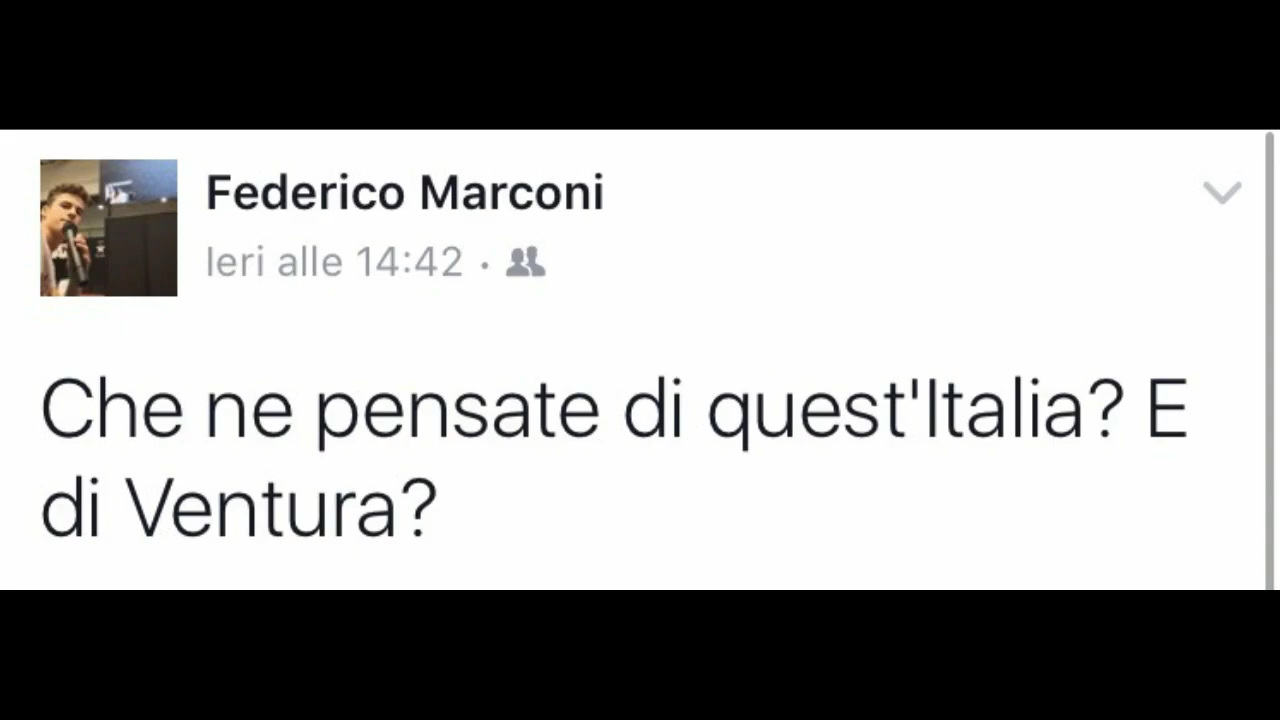 Federico Marconi
Ieri alle 14:42 ·
Che ne pensate di quest'Italia? E
di Ventura?